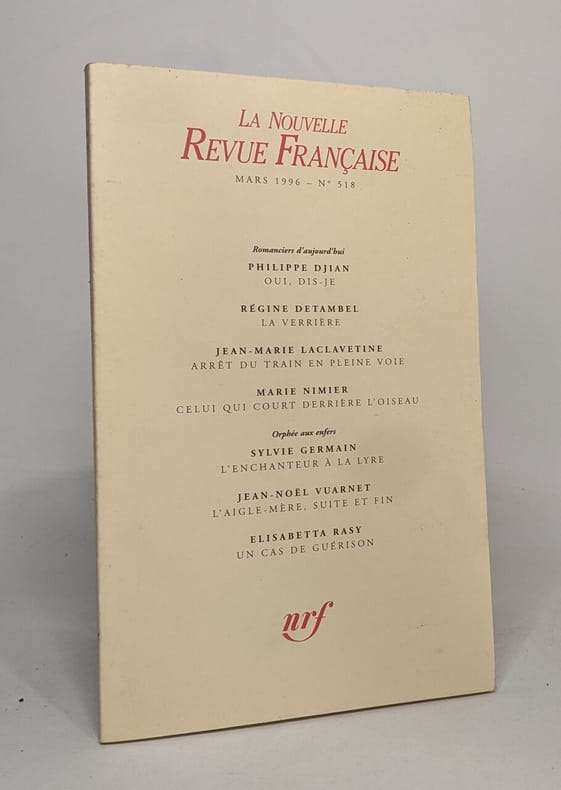 LA NOUVELLE
REVUE FRANÇAISE
MARS 1996 – N° 518
Romanciers d'aujourd'hui
PHILIPPE DJIAN
OUI, DIS-JE
RÉGINE DETAMBEL
LA VERRIÈRE
JEAN-MARIE LACLAVETINE
ARRÊT DU TRAIN EN PLEINE VOIE
MARIE NIMIER
CELUI QUI COURT DERRIÈRE L'OISEAU
Orphée aux enfers
SYLVIE GERMAIN
L'ENCHANTEUR À LA LYRE
JEAN-NOËL VUARNET
L'AIGLE-MÈRE, SUITE ET FIN
ELISABETTA RASY
UN CAS DE GUÉRISON
nrf